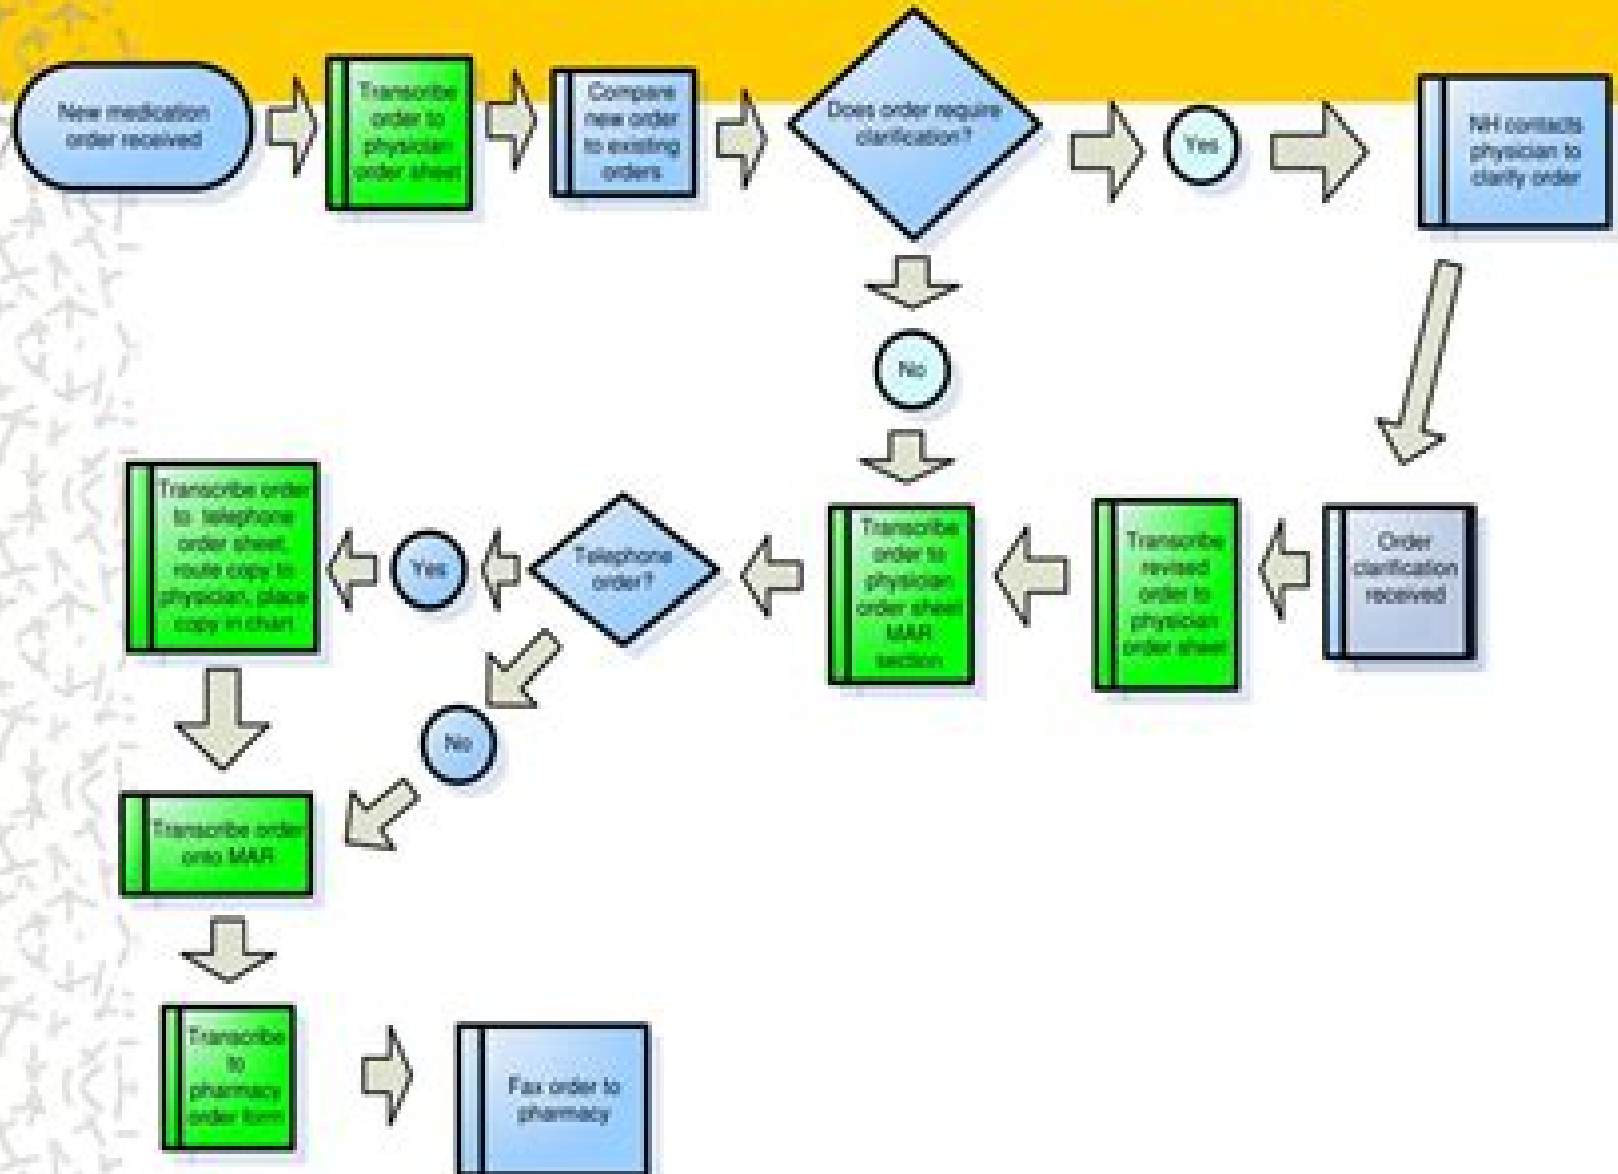 New medication
order received
Transcribe
order to
physician
order sheet
Compare
new order
to existing
orders
Does order require
clarification?
Yes
NH contacts
physician to
clarify order
No
Transcribe order
to telephone
order sheet,
route copy to
physician, place
copy in chart
Yes
Telephone
order?
Transcribe
order to
physician
order sheet
MAR
section
Transcribe
revised
order to
physician
order sheet
Order
clarification
received
No
Transcribe order
onto MAR
Transcribe
to
pharmacy
order form
Fax order to
pharmacy